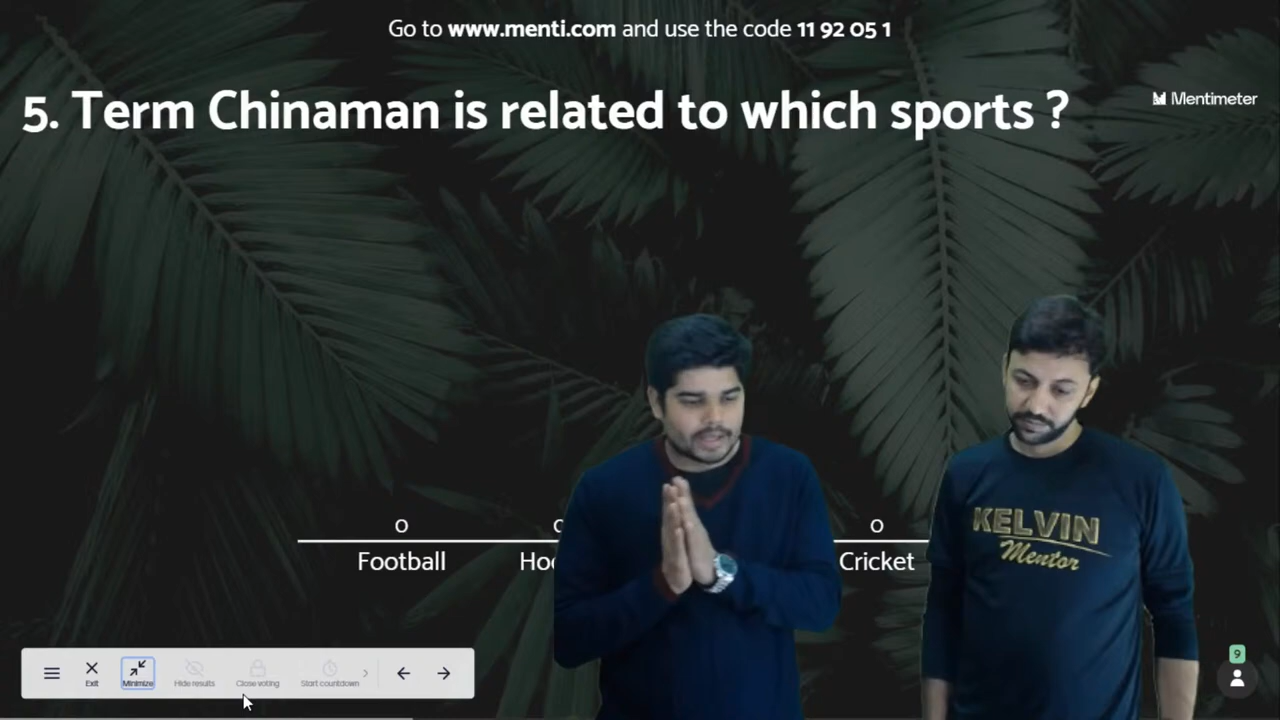 Go to www.menti.com and use the code 11 92 05 1
5. Term Chinaman is related to which sports ?
Mentimeter
KELVIN
Mentor
0
0
Football
Cricket
9
Exit
Minimize
Hide results
Close voting
Start countdown